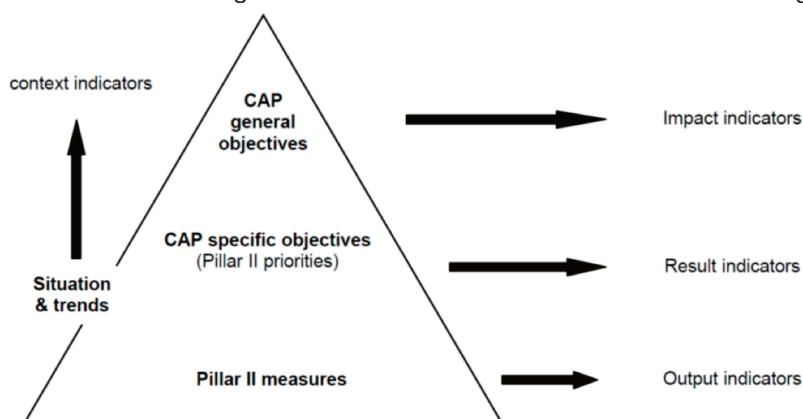 context indicators
CAP
general
objectives
Impact indicators
CAP specific objectives
(Pillar II priorities)
Result indicators
Situation
& trends
Pillar II measures
Output indicators